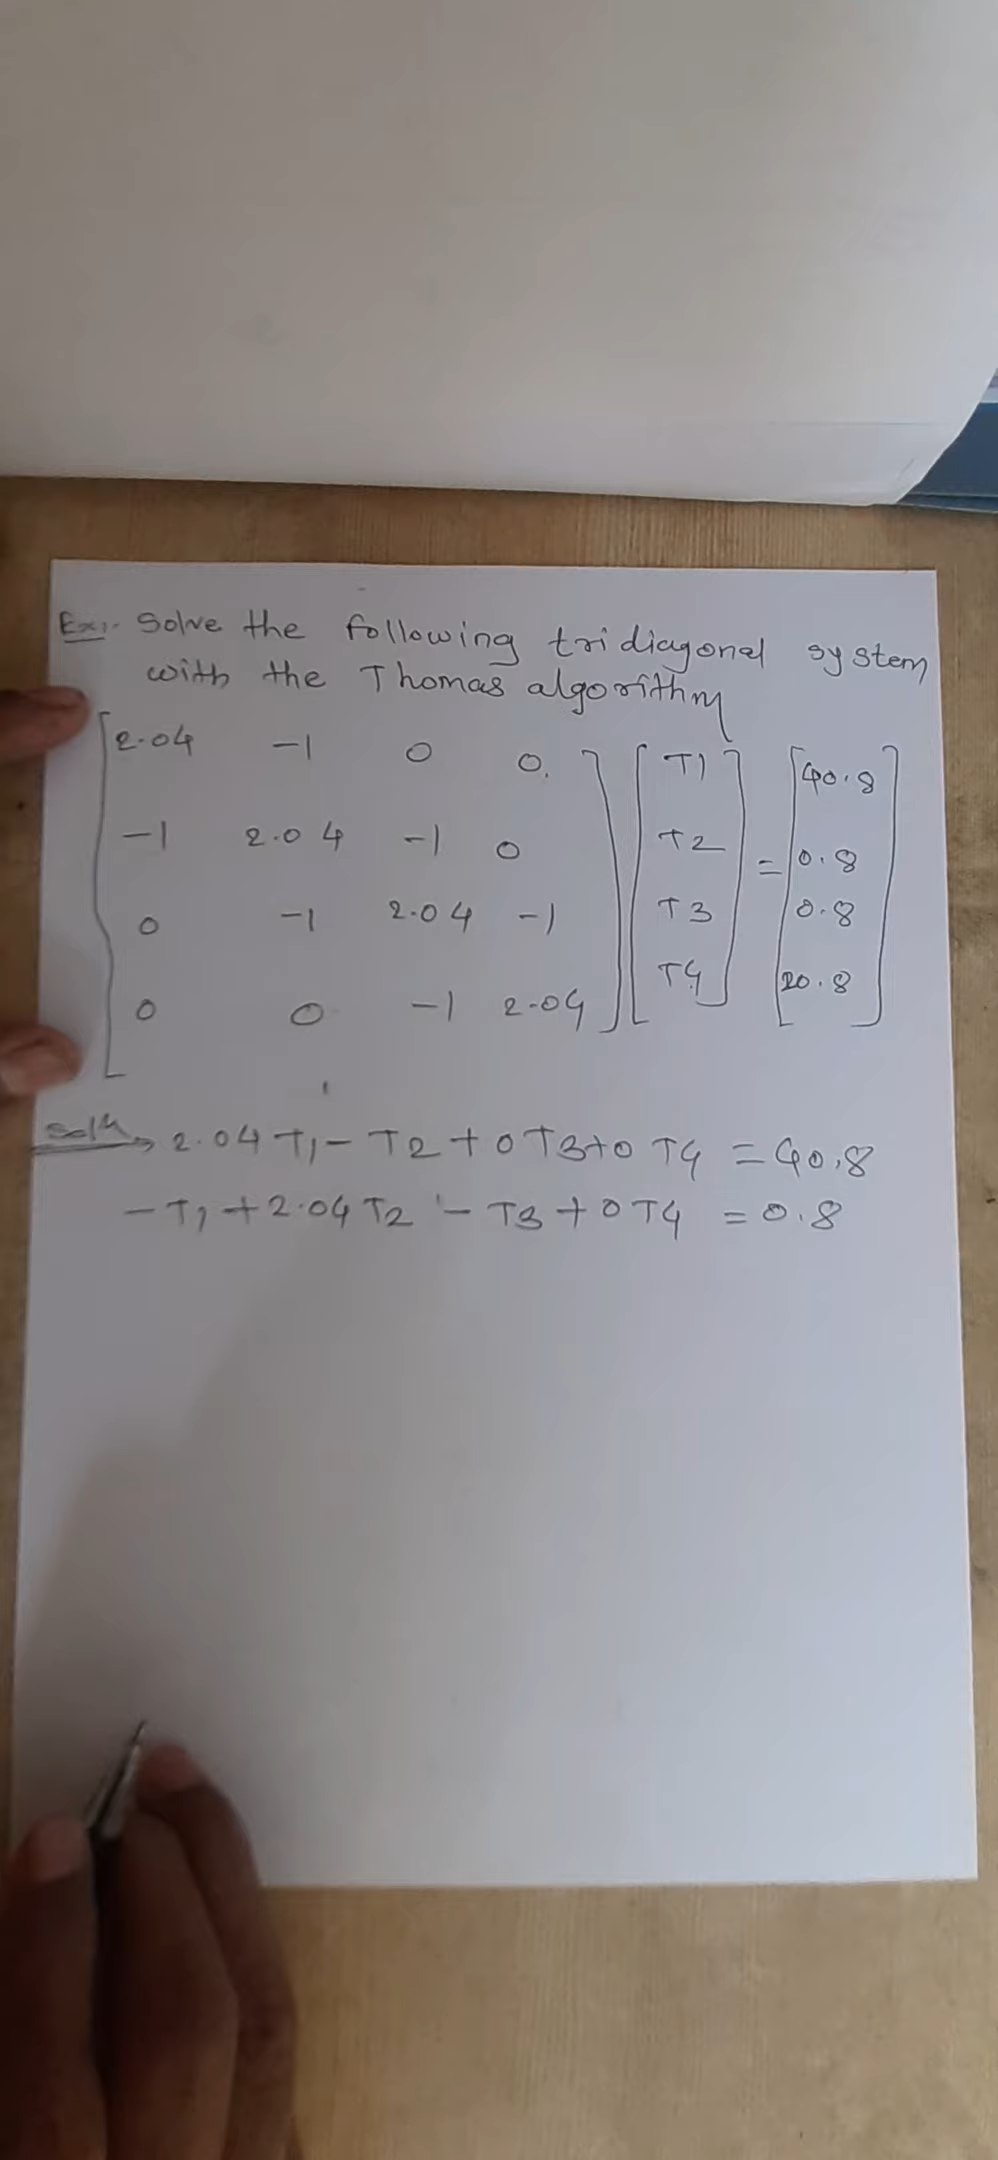 Ex1:- Solve the following tridiagonal system
with the Thomas algorithm
2.04 -1 0 0. T1 40.8
-1 2.04 -1 0 T2 = 0.8
0 -1 2.04 -1 T3 0.8
0 0 -1 2.04 T4 20.8
Soln 2.04 T1 - T2 + 0 T3 + 0 T4 = 40.8
- T1 + 2.04 T2 - T3 + 0 T4 = 0.8